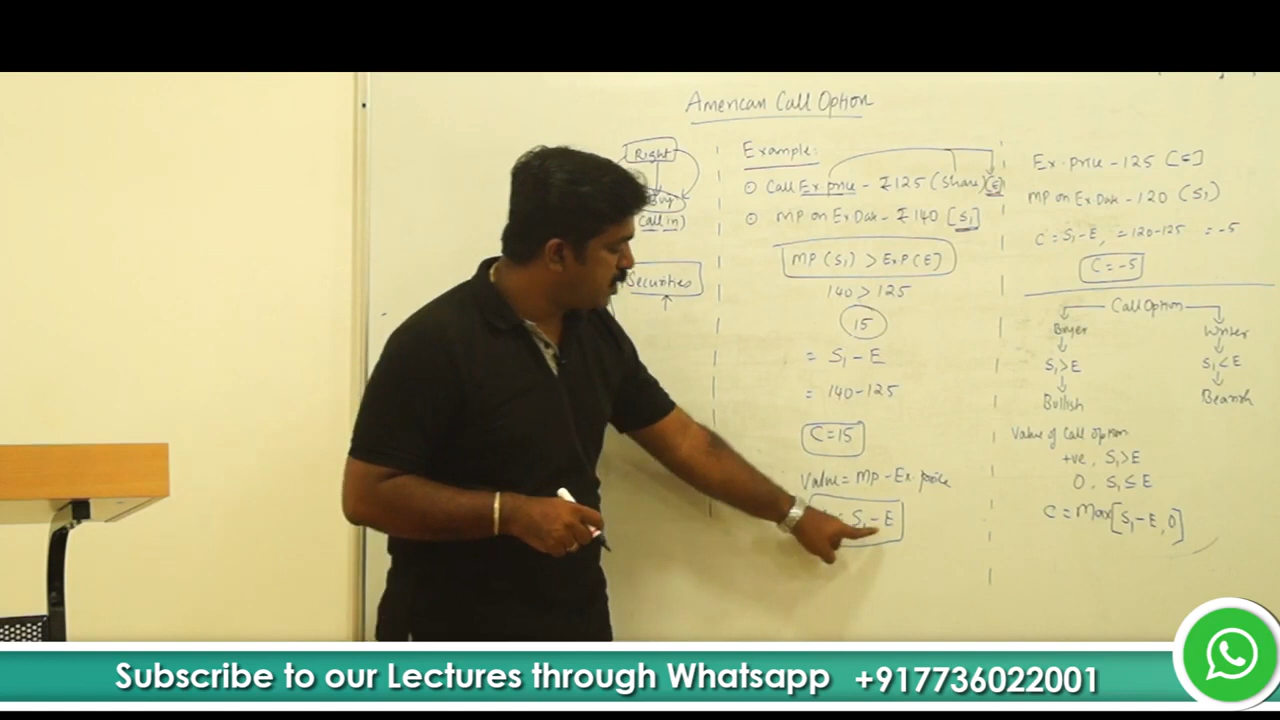 American Call Option
Right
Buy
(Call in)
Securities
Example:
⊙ Call Ex.price - ₹125 (Share) [E]
⊙ MP on Ex Date - ₹140 [S₁]
MP (S₁) > Ex P (E)
140 > 125
15
= S₁ - E
= 140-125
C=15
Value = MP - Ex.price
S₁ - E
Ex.price - 125 [E]
MP on Ex Date - 120 (S₁)
C = S₁ - E, = 120-125 = -5
C = -5
Call Option
Buyer Writer
S₁>E S₁<E
Bullish Bearish
Value of Call option
+ve, S₁>E
0, S₁≤E
C = Max[S₁-E, 0]
Subscribe to our Lectures through Whatsapp +917736022001